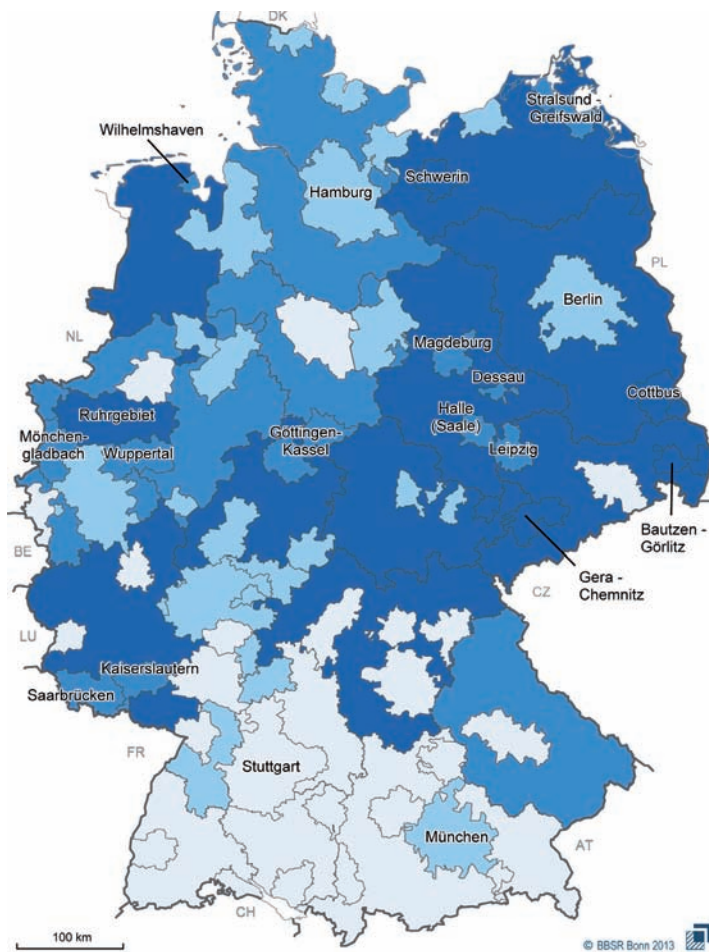 DK
Stralsund -
Greifswald
Wilhelmshaven
Schwerin
Hamburg
PL
Berlin
NL
Magdeburg
Dessau
Cottbus
Ruhrgebiet
Halle
(Saale)
Göttingen-
Kassel
Mönchen-
gladbach
Wuppertal
Leipzig
Bautzen -
Görlitz
BE
Gera -
Chemnitz
CZ
LU
Kaiserslautern
Saarbrücken
FR
Stuttgart
München
AT
CH
100 km
© BBSR Bonn 2013